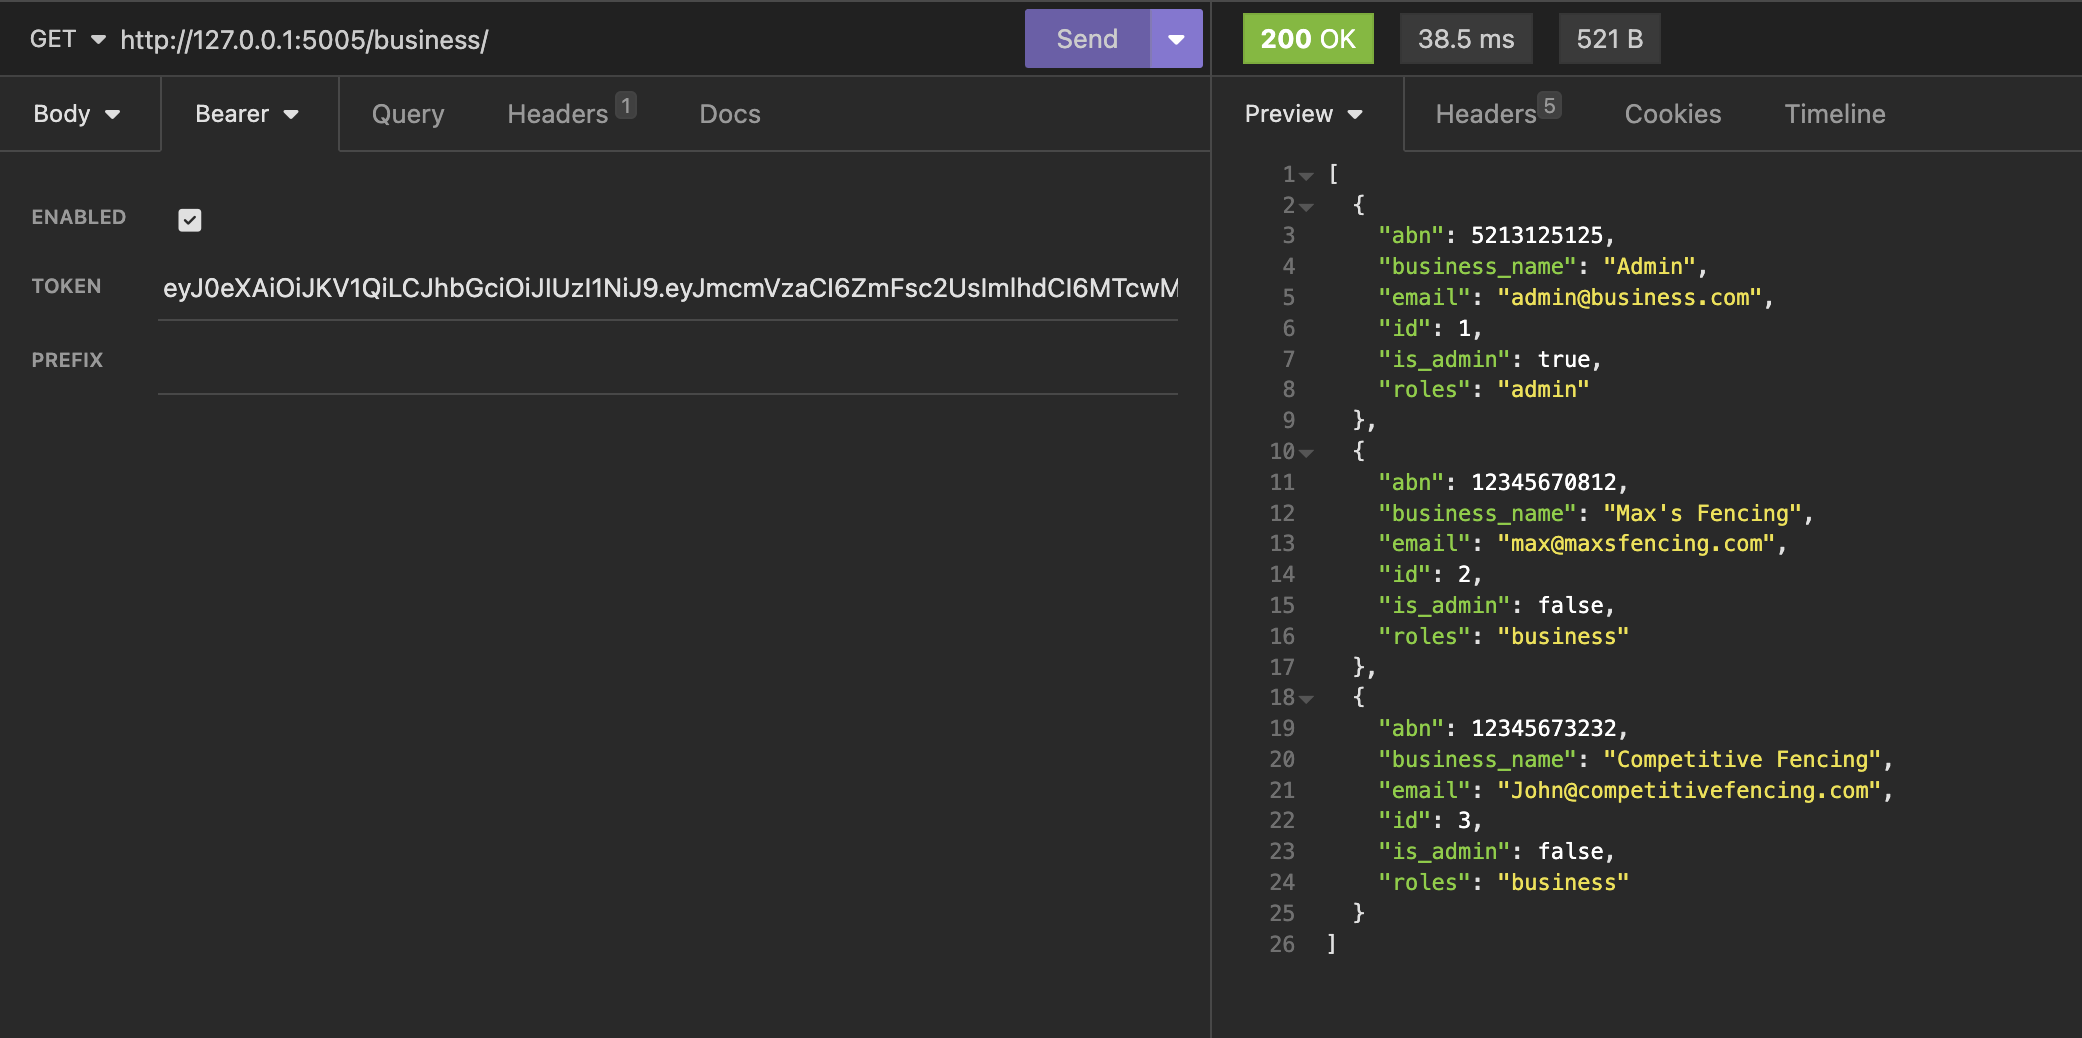 GET http://127.0.0.1:5005/business/ Send
200 OK 38.5 ms 521 B
Body Bearer Query Headers 1 Docs
Preview Headers 5 Cookies Timeline
ENABLED
TOKEN eyJ0eXAiOiJKV1QiLCJhbGciOiJIUzI1NiJ9.eyJmcmVzaCI6ZmFsc2UsImlhdCI6MTcwM
PREFIX
1 [
2 {
3 "abn": 5213125125,
4 "business_name": "Admin",
5 "email": "admin@business.com",
6 "id": 1,
7 "is_admin": true,
8 "roles": "admin"
9 },
10 {
11 "abn": 12345670812,
12 "business_name": "Max's Fencing",
13 "email": "max@maxsfencing.com",
14 "id": 2,
15 "is_admin": false,
16 "roles": "business"
17 },
18 {
19 "abn": 12345673232,
20 "business_name": "Competitive Fencing",
21 "email": "John@competitivefencing.com",
22 "id": 3,
23 "is_admin": false,
24 "roles": "business"
25 }
26 ]